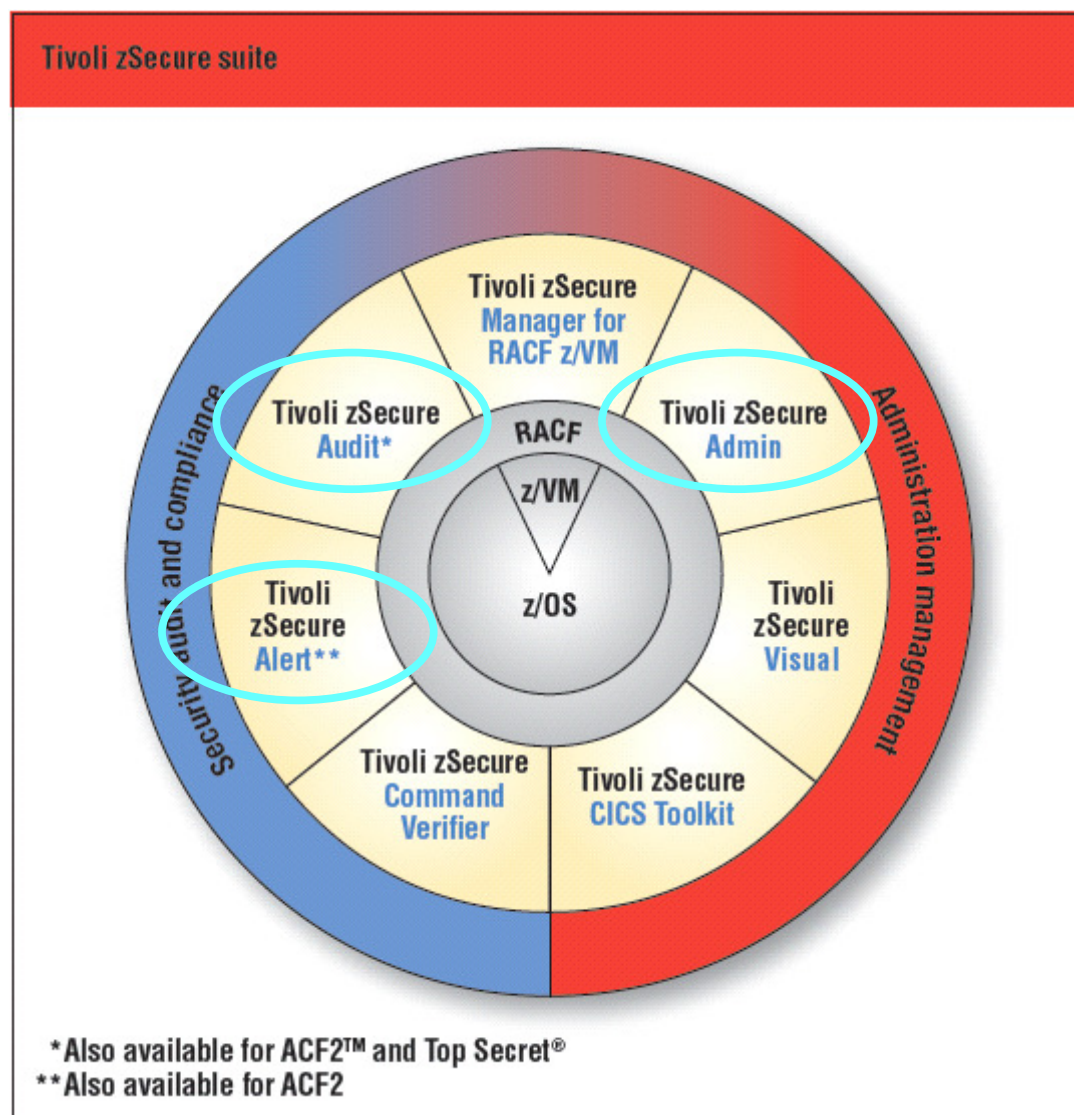 Tivoli zSecure suite
Tivoli zSecure
Manager for
RACF z/VM
Tivoli zSecure
Audit*
Tivoli zSecure
Admin
RACF
z/VM
z/OS
Security audit and compliance
Administration management
Tivoli
zSecure
Alert**
Tivoli
zSecure
Visual
Tivoli zSecure
Command
Verifier
Tivoli zSecure
CICS Toolkit
*Also available for ACF2™ and Top Secret®
**Also available for ACF2